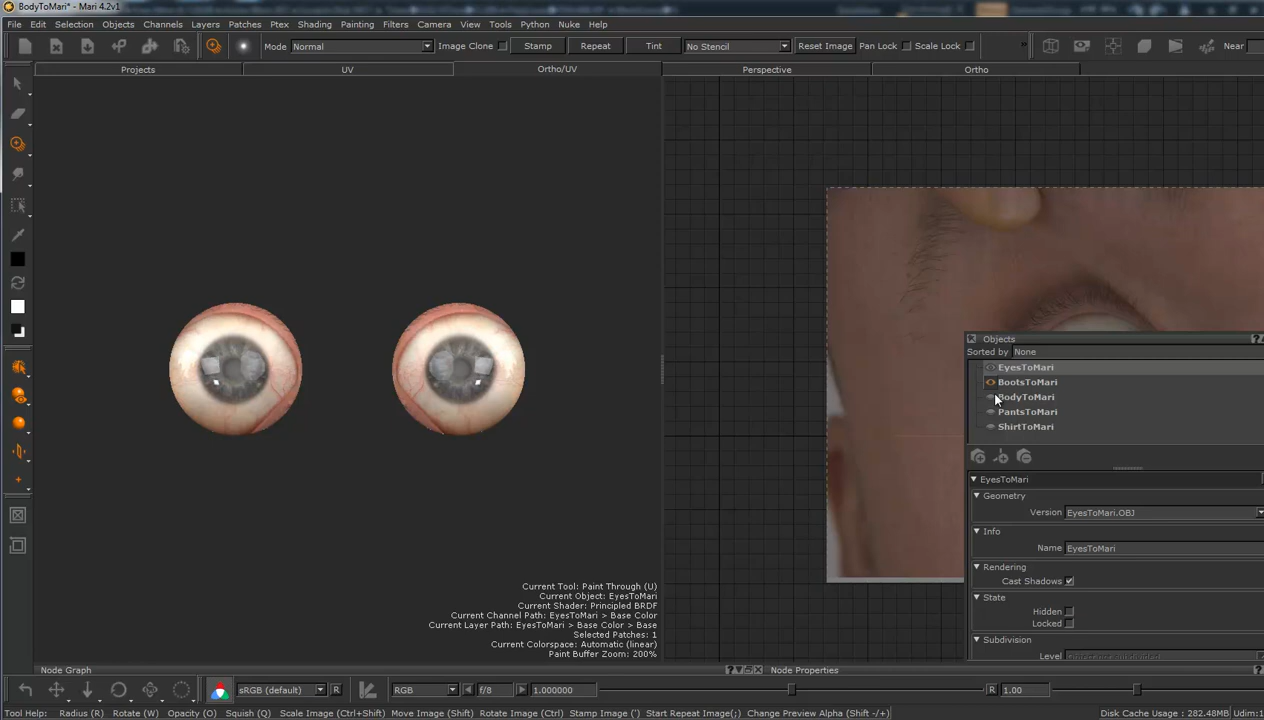 BodyToMari* - Mari 4.2v1
File Edit Selection Objects Channels Layers Patches Ptex Shading Painting Filters Camera View Tools Python Nuke Help
Mode Normal Image Clone Stamp Repeat Tint No Stencil Reset Image Pan Lock Scale Lock » Near
Projects UV Ortho/UV Perspective Ortho
Objects
Sorted by None
EyesToMari
BootsToMari
BodyToMari
PantsToMari
ShirtToMari
EyesToMari
Geometry
Version EyesToMari.OBJ
Info
Name EyesToMari
Rendering
Cast Shadows
State
Hidden
Locked
Subdivision
Level Object not subdivided
Current Tool: Paint Through (U)
Current Object: EyesToMari
Current Shader: Principled BRDF
Current Channel Path: EyesToMari > Base Color
Current Layer Path: EyesToMari > Base Color > Base
Selected Patches: 1
Current Colorspace: Automatic (linear)
Paint Buffer Zoom: 200%
Node Graph Node Properties
sRGB (default) R RGB f/8 1.000000 R 1.00
Tool Help: Radius (R) Rotate (W) Opacity (O) Squish (Q) Scale Image (Ctrl+Shift) Move Image (Shift) Rotate Image (Ctrl) Stamp Image (') Start Repeat Image(;) Change Preview Alpha (Shift -/+) Disk Cache Usage : 282.48MB Udim:1